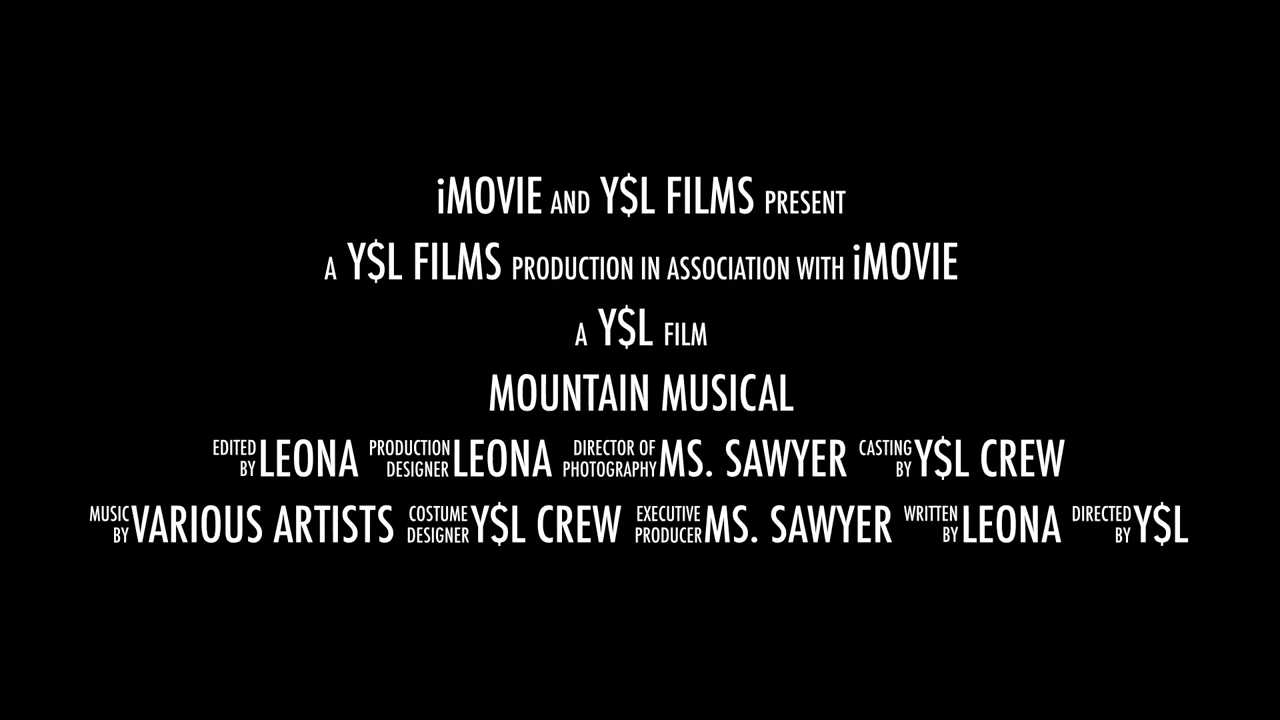 iMOVIE AND Y$L FILMS PRESENT
A Y$L FILMS PRODUCTION IN ASSOCIATION WITH iMOVIE
A Y$L FILM
MOUNTAIN MUSICAL
EDITED BY LEONA PRODUCTION DESIGNER LEONA DIRECTOR OF PHOTOGRAPHY MS. SAWYER CASTING BY Y$L CREW
MUSIC BY VARIOUS ARTISTS COSTUME DESIGNER Y$L CREW EXECUTIVE PRODUCER MS. SAWYER WRITTEN BY LEONA DIRECTED BY Y$L